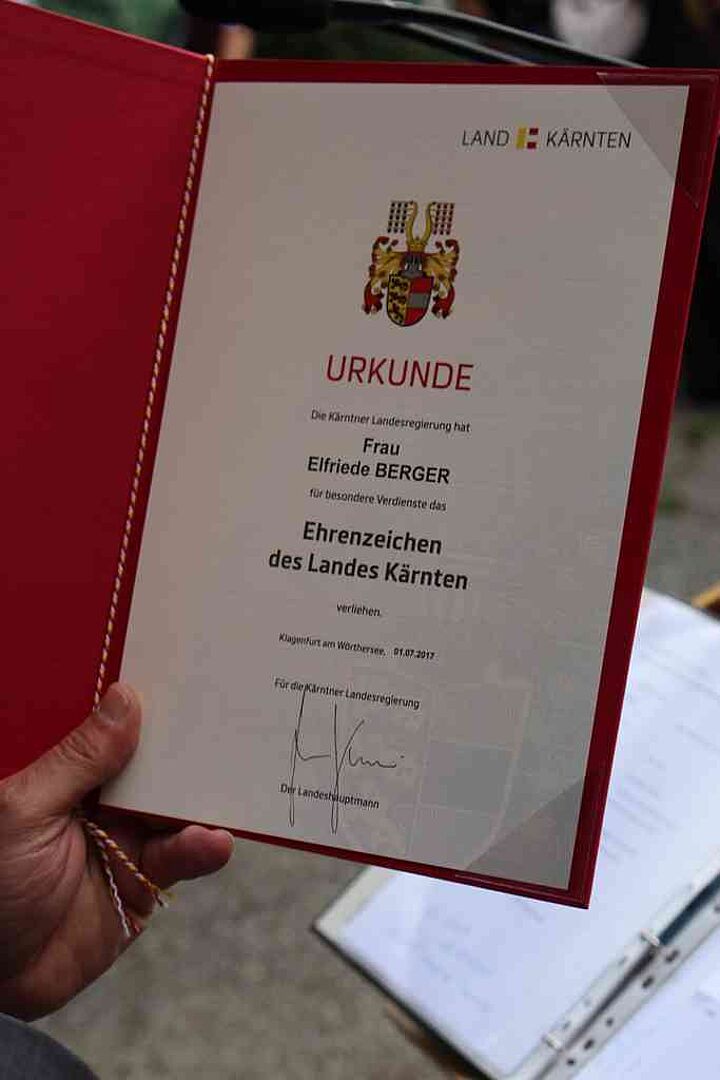 LAND KÄRNTEN
URKUNDE
Die Kärntner Landesregierung hat
Frau
Elfriede BERGER
für besondere Verdienste das
Ehrenzeichen
des Landes Kärnten
verliehen.
Klagenfurt am Wörthersee, 01.07.2017
Für die Kärntner Landesregierung
Der Landeshauptmann